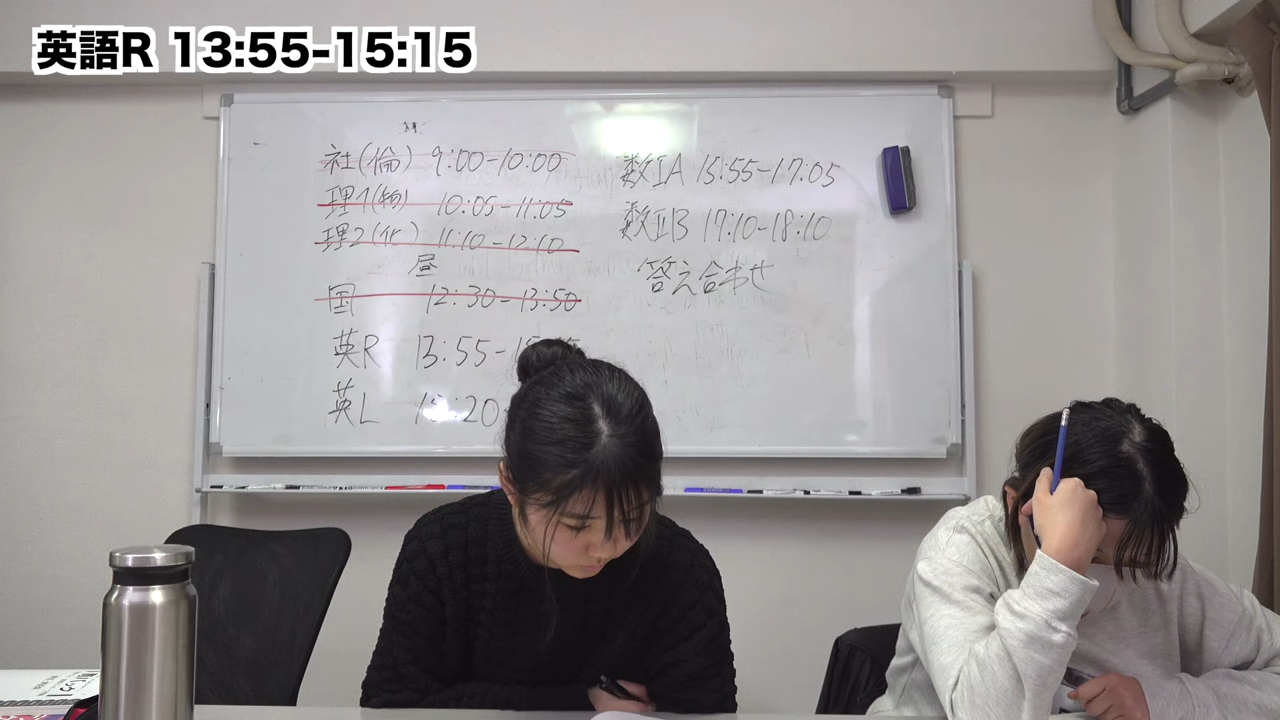 英語R 13:55-15:15
社(倫) 9:00-10:00
理1(物) 10:05-11:05
理2(化) 11:10-12:10
昼
国 12:30-13:50
英R 13:55-
英L 15:20
数IA 15:55-17:05
数IIB 17:10-18:10
答え合わせ